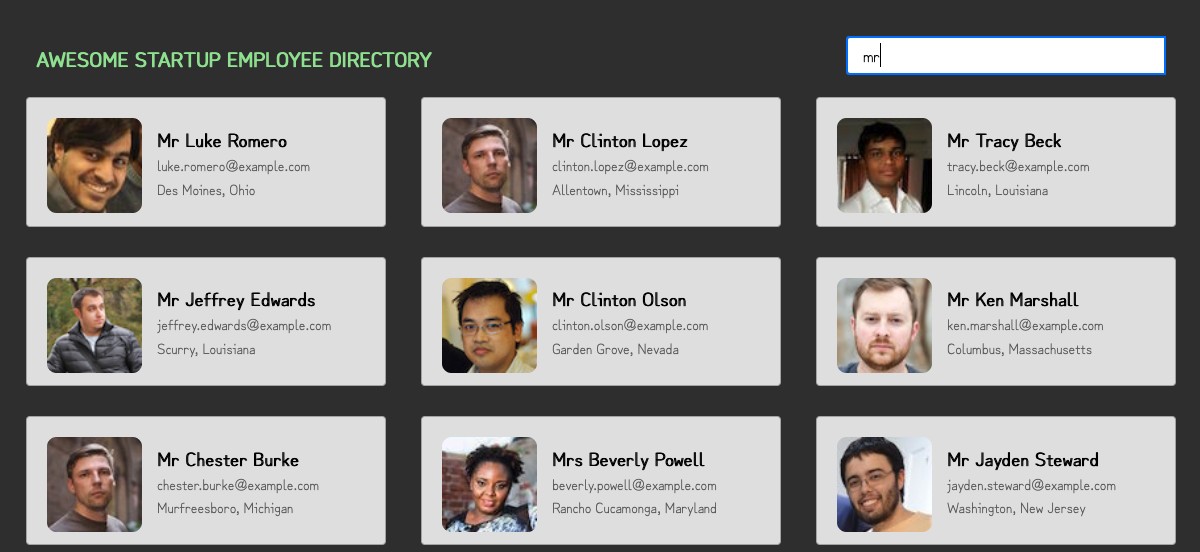 AWESOME STARTUP EMPLOYEE DIRECTORY
mr
Mr Luke Romero
luke.romero@example.com
Des Moines, Ohio
Mr Clinton Lopez
clinton.lopez@example.com
Allentown, Mississippi
Mr Tracy Beck
tracy.beck@example.com
Lincoln, Louisiana
Mr Jeffrey Edwards
jeffrey.edwards@example.com
Scurry, Louisiana
Mr Clinton Olson
clinton.olson@example.com
Garden Grove, Nevada
Mr Ken Marshall
ken.marshall@example.com
Columbus, Massachusetts
Mr Chester Burke
chester.burke@example.com
Murfreesboro, Michigan
Mrs Beverly Powell
beverly.powell@example.com
Rancho Cucamonga, Maryland
Mr Jayden Steward
jayden.steward@example.com
Washington, New Jersey